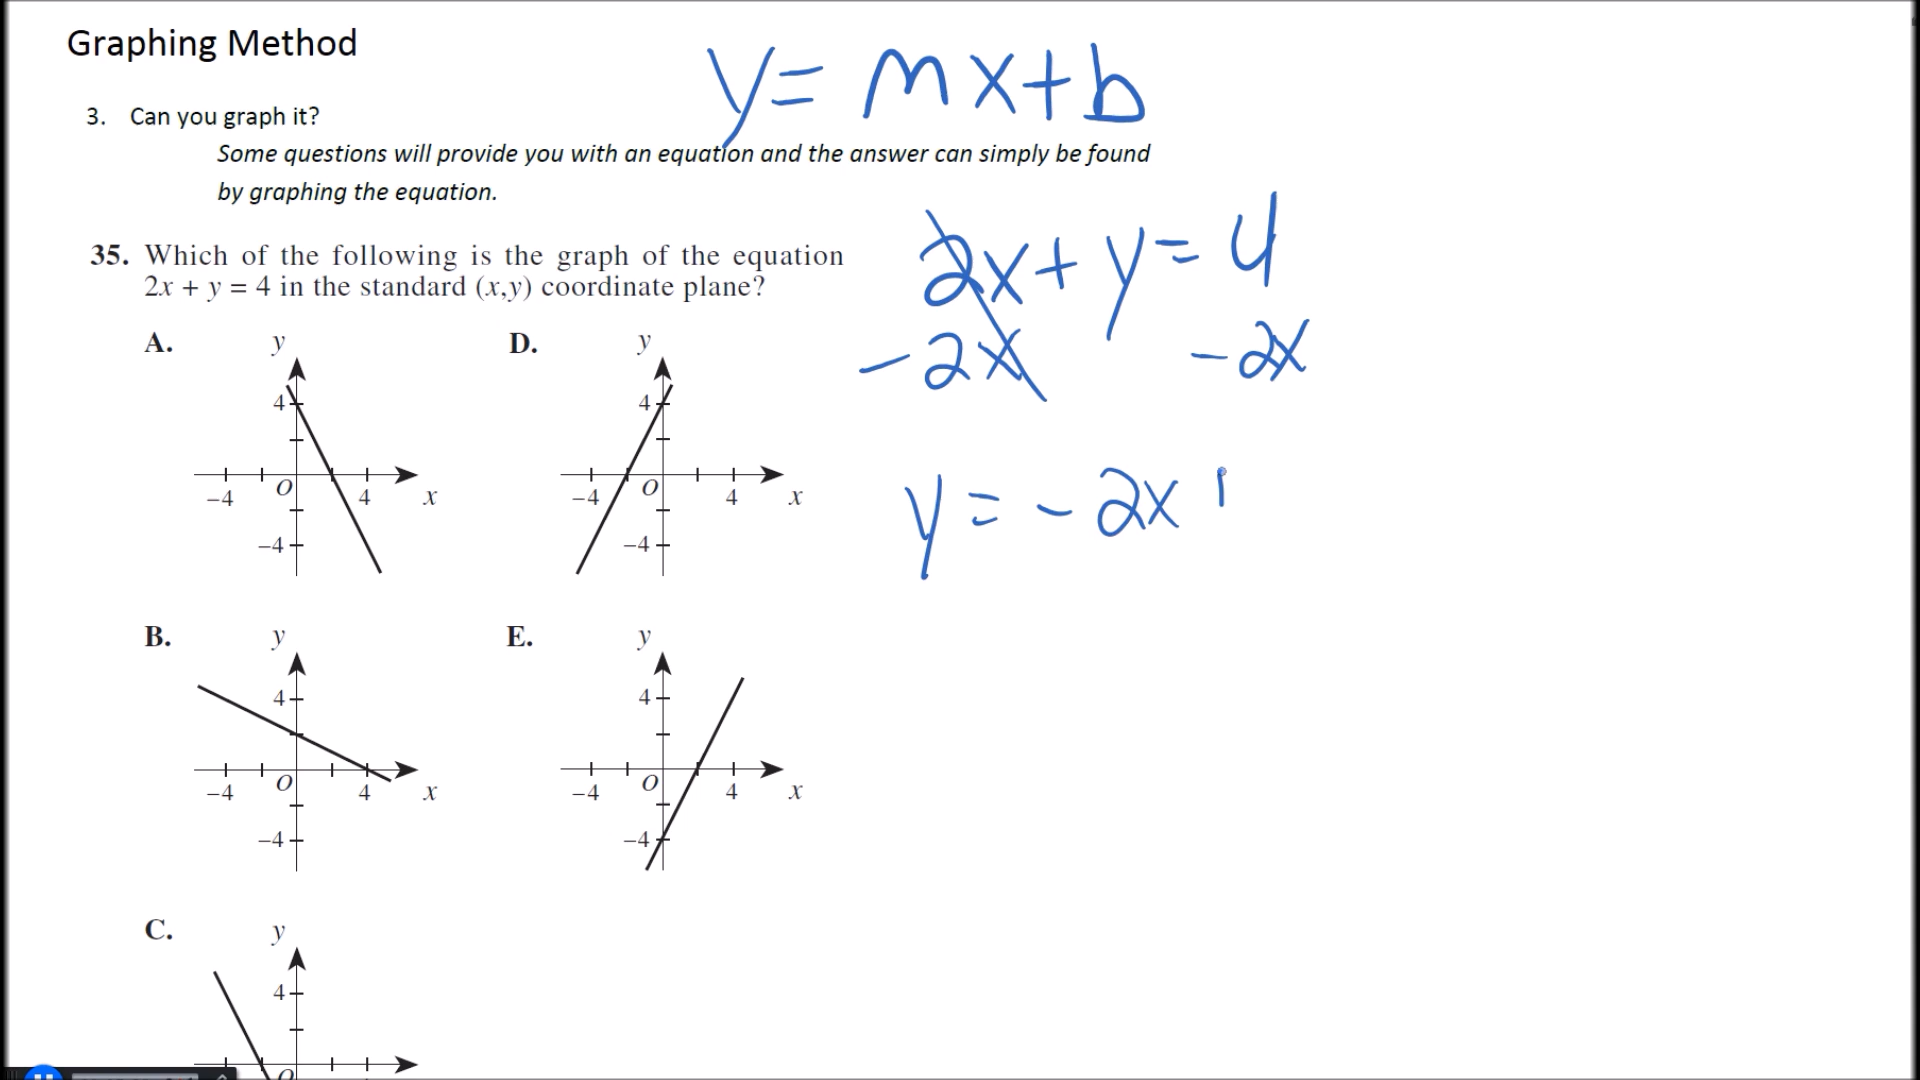 Graphing Method
y = mx+b
3. Can you graph it?
Some questions will provide you with an equation and the answer can simply be found
by graphing the equation.
35. Which of the following is the graph of the equation
2x + y = 4 in the standard (x,y) coordinate plane?
2x + y = 4
-2x -2x
y = -2x
A.
y
4
-4 O 4 x
-4
D.
y
4
-4 O 4 x
-4
B.
y
4
-4 O 4 x
-4
E.
y
4
-4 O 4 x
-4
C.
y
4
O